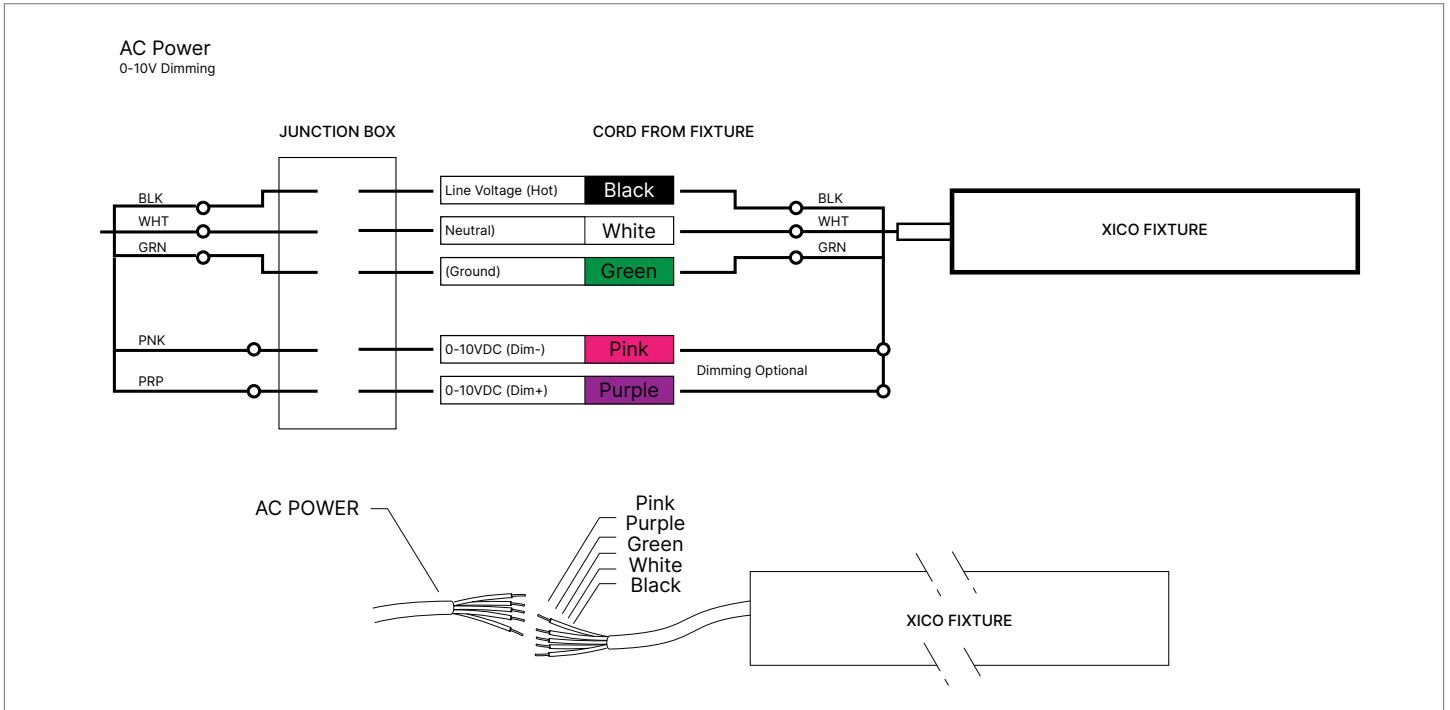 AC Power
0-10V Dimming
JUNCTION BOX
CORD FROM FIXTURE
BLK
WHT
GRN
PNK
PRP
Line Voltage (Hot) Black
Neutral) White
(Ground) Green
0-10VDC (Dim-) Pink
0-10VDC (Dim+) Purple
Dimming Optional
BLK
WHT
GRN
XICO FIXTURE
AC POWER
Pink
Purple
Green
White
Black
XICO FIXTURE